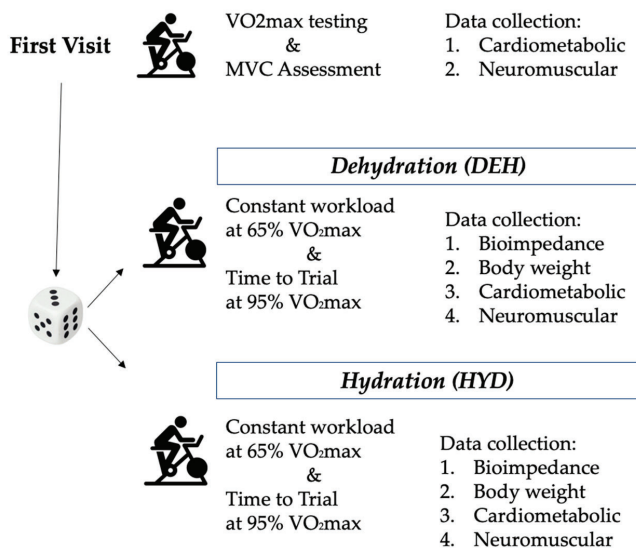 First Visit
VO2max testing
&
MVC Assessment
Data collection:
1. Cardiometabolic
2. Neuromuscular
Dehydration (DEH)
Constant workload
at 65% VO₂max
&
Time to Trial
at 95% VO₂max
Data collection:
1. Bioimpedance
2. Body weight
3. Cardiometabolic
4. Neuromuscular
Hydration (HYD)
Constant workload
at 65% VO₂max
&
Time to Trial
at 95% VO₂max
Data collection:
1. Bioimpedance
2. Body weight
3. Cardiometabolic
4. Neuromuscular